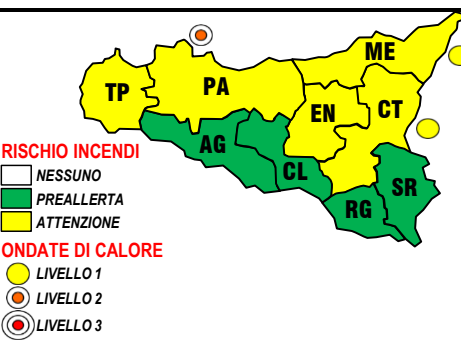 ME
PA
TP
EN
CT
AG
CL
SR
RG
RISCHIO INCENDI
NESSUNO
PREALLERTA
ATTENZIONE
ONDATE DI CALORE
LIVELLO 1
LIVELLO 2
LIVELLO 3